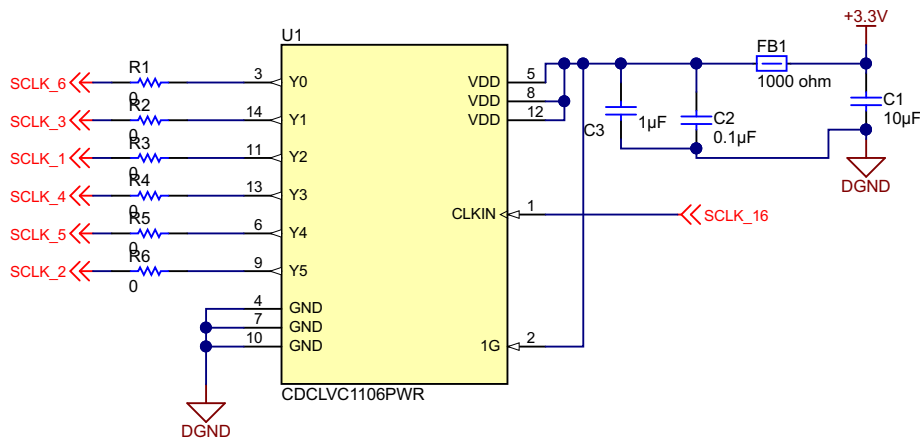 +3.3V
U1
FB1
1000 ohm
C1
10µF
C2
0.1µF
C3
1µF
DGND
SCLK_6
R1
0
3
Y0
VDD
5
SCLK_3
R2
0
14
Y1
VDD
8
SCLK_1
R3
0
11
Y2
VDD
12
SCLK_4
R4
0
13
Y3
SCLK_5
R5
0
6
Y4
CLKIN
1
SCLK_16
SCLK_2
R6
0
9
Y5
4
GND
7
GND
10
GND
1G
2
CDCLVC1106PWR
DGND